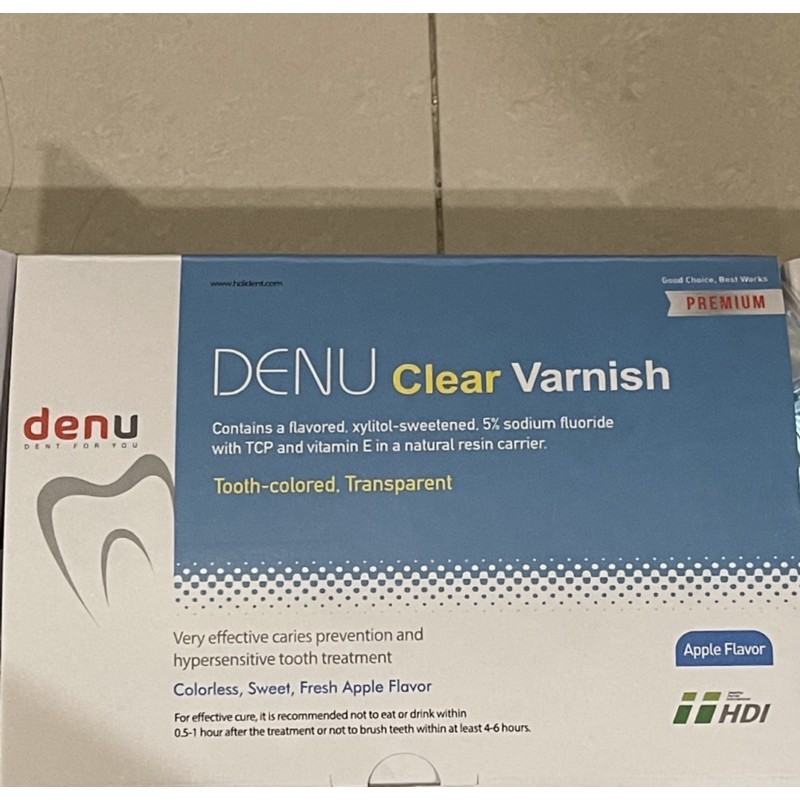 www.hdident.com
Good Choice, Best Works
PREMIUM
DENU Clear Varnish
denu
DENT FOR YOU
Contains a flavored, xylitol-sweetened, 5% sodium fluoride
with TCP and vitamin E in a natural resin carrier.
Tooth-colored, Transparent
Very effective caries prevention and
hypersensitive tooth treatment
Apple Flavor
Colorless, Sweet, Fresh Apple Flavor
HDI
For effective cure, it is recommended not to eat or drink within
0.5-1 hour after the treatment or not to brush teeth within at least 4-6 hours.